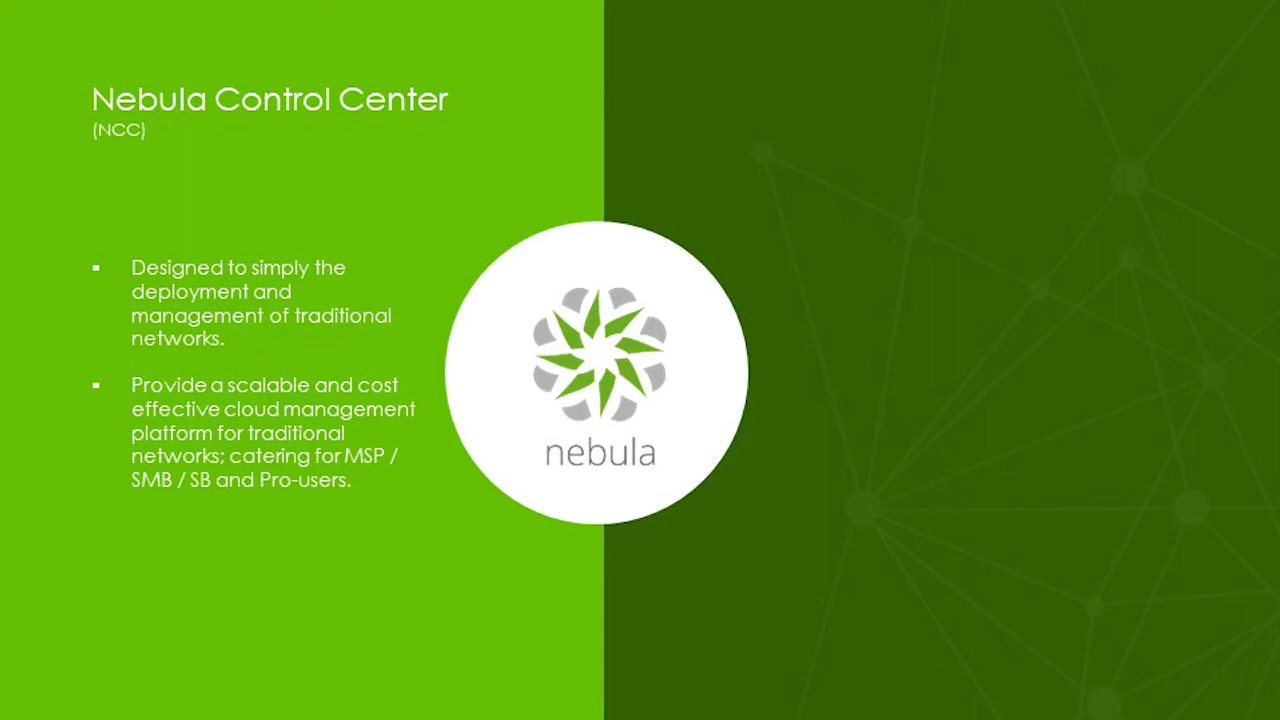 Nebula Control Center
(NCC)
▪ Designed to simply the
deployment and
management of traditional
networks.
▪ Provide a scalable and cost
effective cloud management
platform for traditional
networks; catering for MSP /
SMB / SB and Pro-users.
nebula